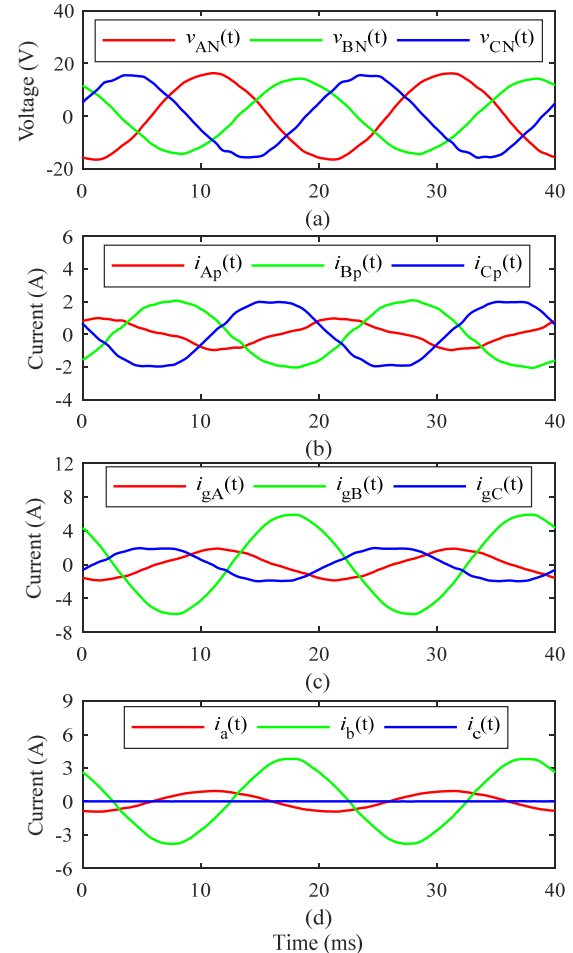 40
v_AN(t) v_BN(t) v_CN(t)
20
0
-20
Voltage (V)
0 10 20 30 40
(a)
6
i_Ap(t) i_Bp(t) i_Cp(t)
4
2
0
-2
-4
Current (A)
0 10 20 30 40
(b)
12
i_gA(t) i_gB(t) i_gC(t)
8
4
0
-4
-8
Current (A)
0 10 20 30 40
(c)
9
i_a(t) i_b(t) i_c(t)
6
3
0
-3
-6
Current (A)
0 10 20 30 40
(d)
Time (ms)